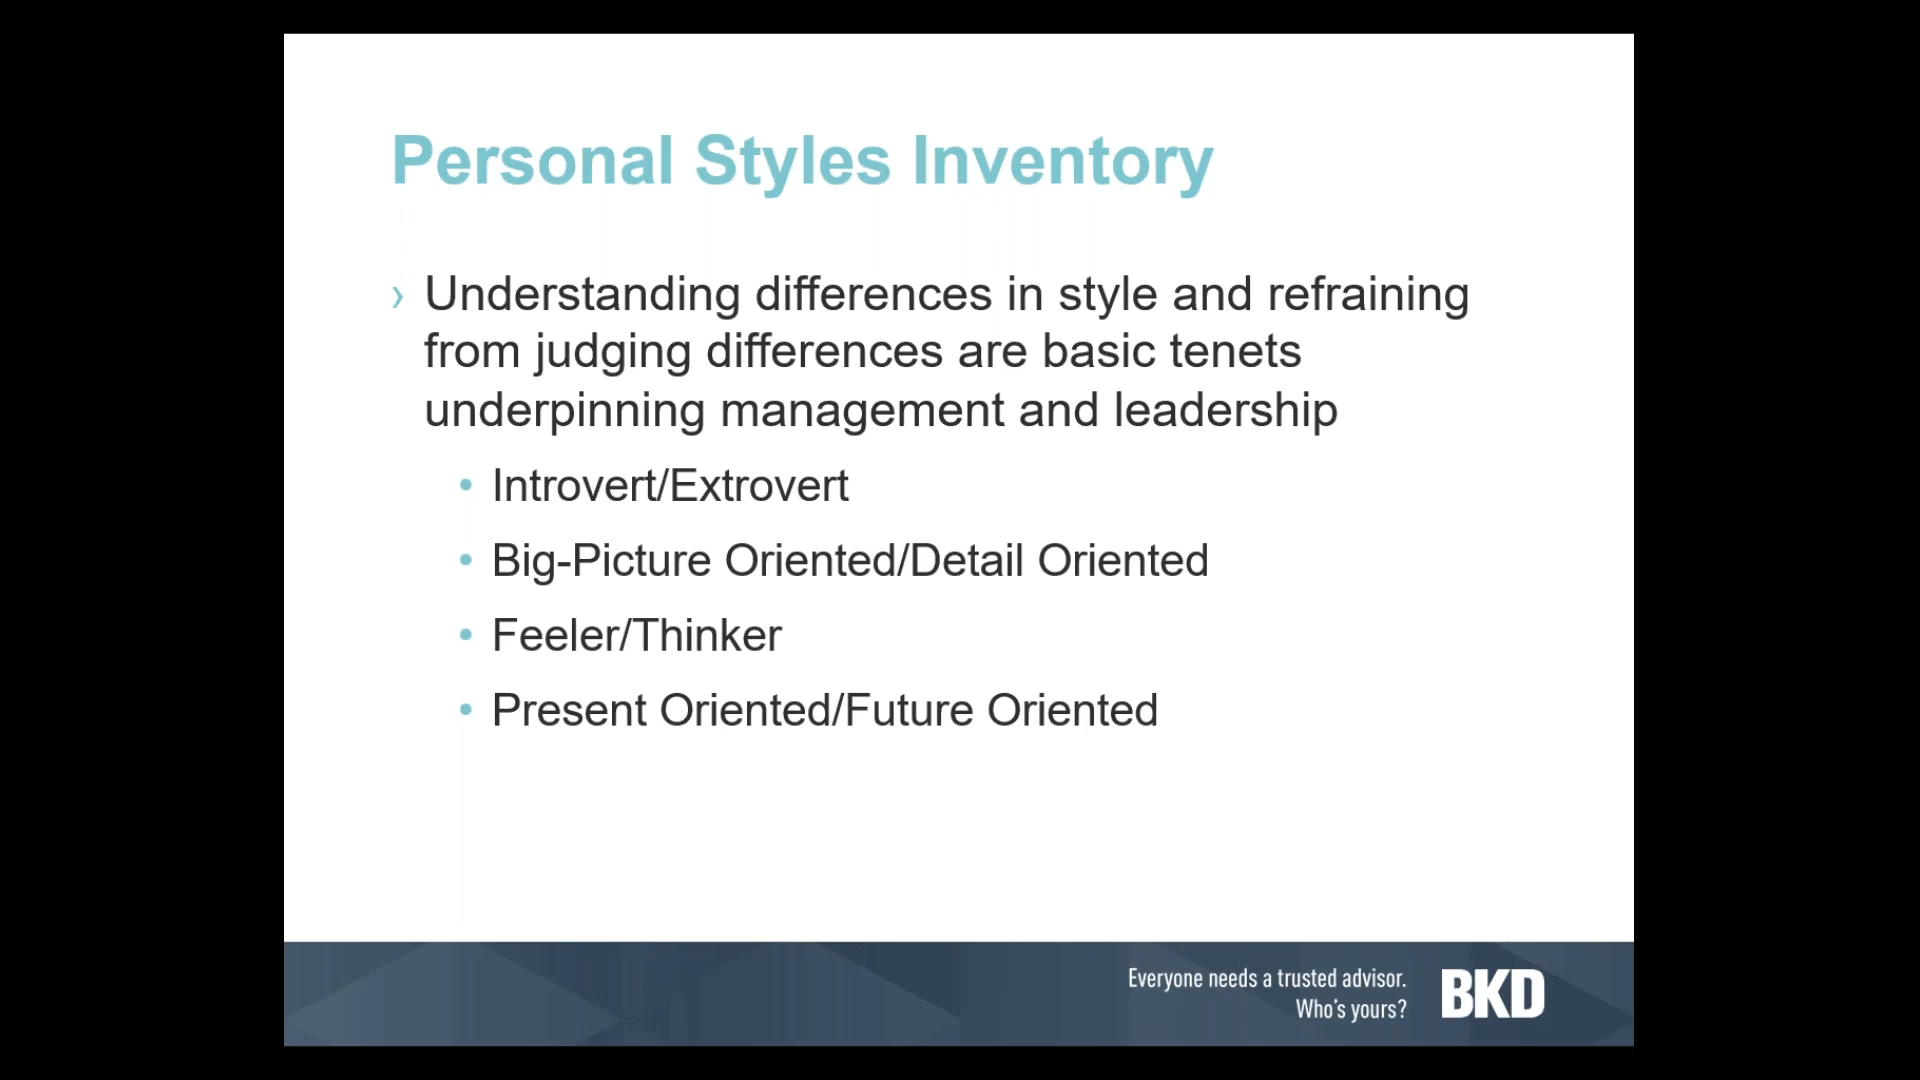 Personal Styles Inventory
› Understanding differences in style and refraining
from judging differences are basic tenets
underpinning management and leadership
• Introvert/Extrovert
• Big-Picture Oriented/Detail Oriented
• Feeler/Thinker
• Present Oriented/Future Oriented
Everyone needs a trusted advisor.
Who's yours?
BKD